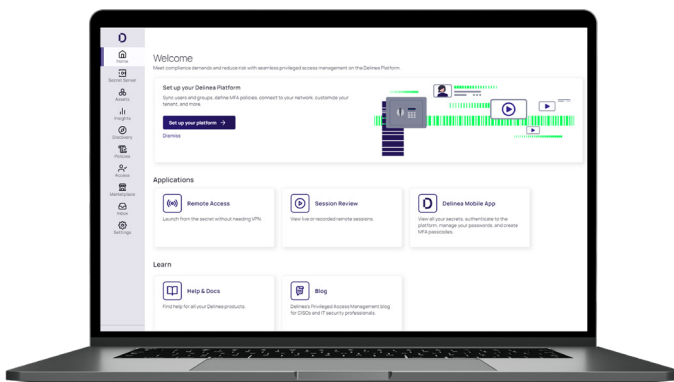 Home
Secret Server
Assets
Insights
Discovery
Policies
Access
Marketplace
Inbox
Settings
Welcome
Meet compliance demands and reduce risk with seamless privileged access management on the Delinea Platform.
Set up your Delinea Platform
Sync users and groups, define MFA policies, connect to your network, customize your
tenant, and more.
Set up your platform →
Dismiss
Applications
Remote Access
Launch from the secret without needing VPN.
Session Review
View live or recorded remote sessions.
Delinea Mobile App
View all your secrets, authenticate to the
platform, manage your passwords, and create
MFA passcodes.
Learn
Help & Docs
Find help for all your Delinea products.
Blog
Delinea's Privileged Access Management blog
for CISOs and IT security professionals.